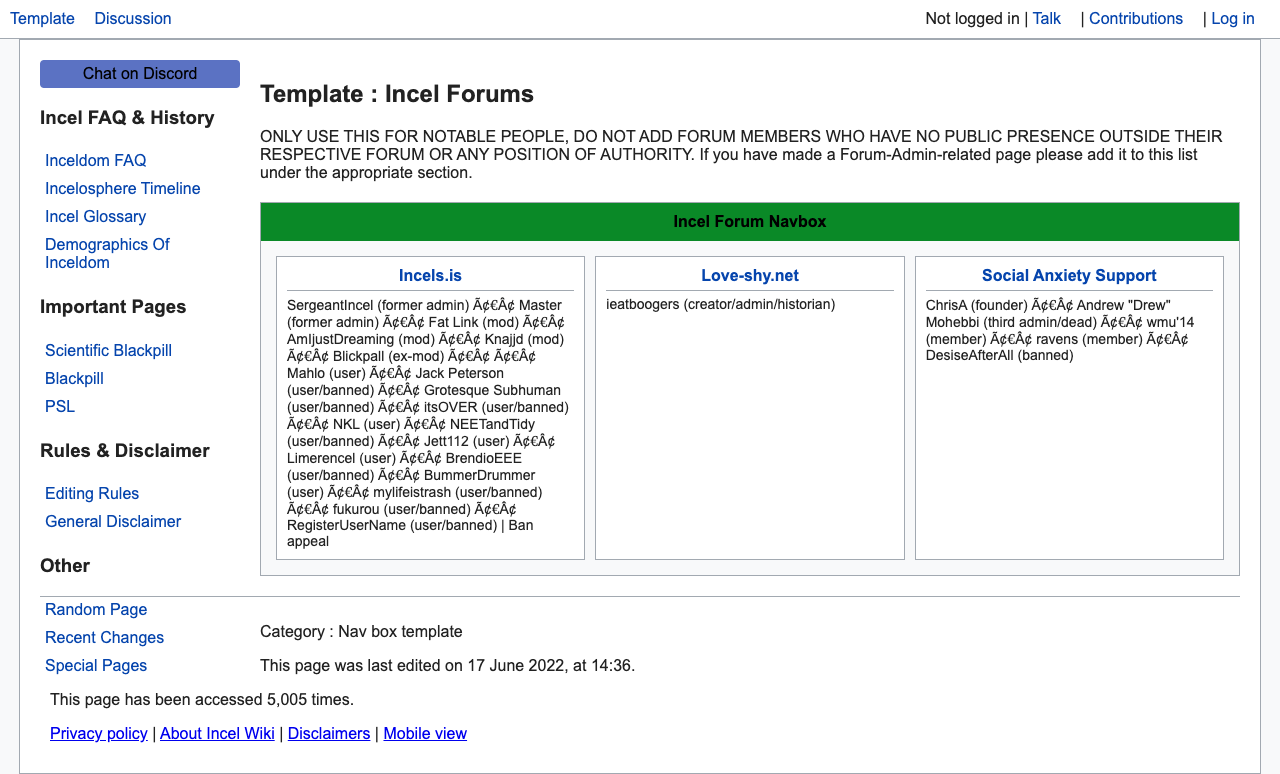 Template Discussion Not logged in | Talk | Contributions | Log in
Chat on Discord
Incel FAQ & History
Inceldom FAQ
Incelosphere Timeline
Incel Glossary
Demographics Of
Inceldom
Important Pages
Scientific Blackpill
Blackpill
PSL
Rules & Disclaimer
Editing Rules
General Disclaimer
Other
Random Page
Recent Changes
Special Pages
Template : Incel Forums
ONLY USE THIS FOR NOTABLE PEOPLE, DO NOT ADD FORUM MEMBERS WHO HAVE NO PUBLIC PRESENCE OUTSIDE THEIR
RESPECTIVE FORUM OR ANY POSITION OF AUTHORITY. If you have made a Forum-Admin-related page please add it to this list
under the appropriate section.
Incel Forum Navbox
Incels.is
SergeantIncel (former admin) Ã¢€Â¢ Master
(former admin) Ã¢€Â¢ Fat Link (mod) Ã¢€Â¢
AmIjustDreaming (mod) Ã¢€Â¢ Knajjd (mod)
Ã¢€Â¢ Blickpall (ex-mod) Ã¢€Â¢ Ã¢€Â¢
Mahlo (user) Ã¢€Â¢ Jack Peterson
(user/banned) Ã¢€Â¢ Grotesque Subhuman
(user/banned) Ã¢€Â¢ itsOVER (user/banned)
Ã¢€Â¢ NKL (user) Ã¢€Â¢ NEETandTidy
(user/banned) Ã¢€Â¢ Jett112 (user) Ã¢€Â¢
Limerencel (user) Ã¢€Â¢ BrendioEEE
(user/banned) Ã¢€Â¢ BummerDrummer
(user) Ã¢€Â¢ mylifeistrash (user/banned)
Ã¢€Â¢ fukurou (user/banned) Ã¢€Â¢
RegisterUserName (user/banned) | Ban
appeal
Love-shy.net
ieatboogers (creator/admin/historian)
Social Anxiety Support
ChrisA (founder) Ã¢€Â¢ Andrew "Drew"
Mohebbi (third admin/dead) Ã¢€Â¢ wmu'14
(member) Ã¢€Â¢ ravens (member) Ã¢€Â¢
DesiseAfterAll (banned)
Category : Nav box template
This page was last edited on 17 June 2022, at 14:36.
This page has been accessed 5,005 times.
Privacy policy | About Incel Wiki | Disclaimers | Mobile view